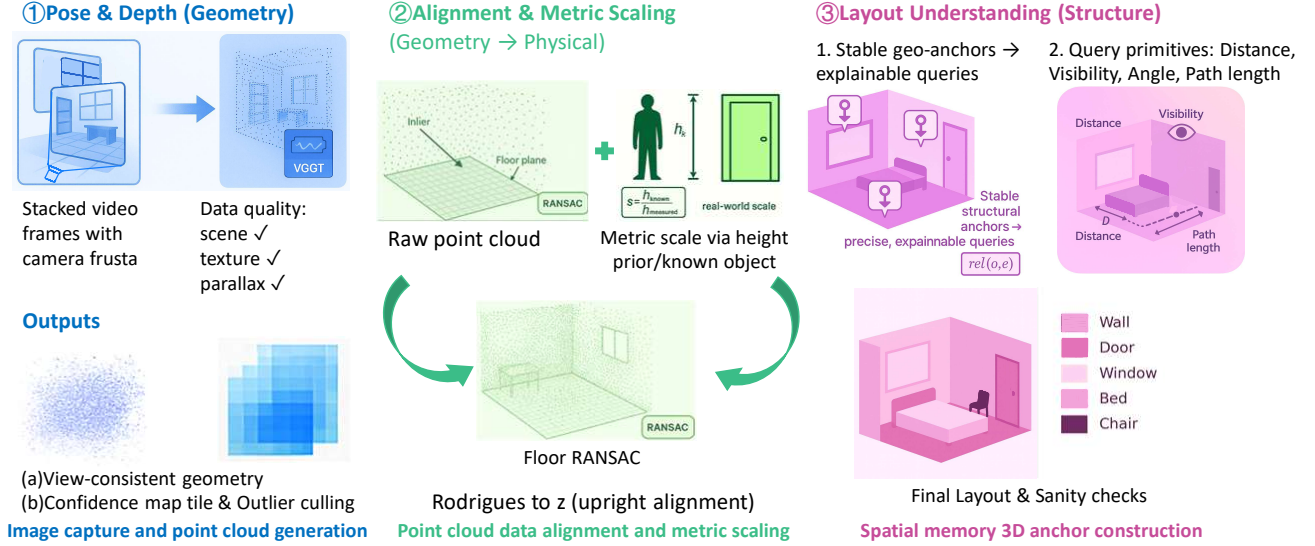 ①Pose & Depth (Geometry)
VGGT
Stacked video
frames with
camera frusta
Data quality:
scene ✓
texture ✓
parallax ✓
Outputs
(a)View-consistent geometry
(b)Confidence map tile & Outlier culling
Image capture and point cloud generation
②Alignment & Metric Scaling
(Geometry → Physical)
Inlier
Floor plane
RANSAC
h_k
s = h_known / h_measured
real-world scale
Raw point cloud
Metric scale via height
prior/known object
RANSAC
Floor RANSAC
Rodrigues to z (upright alignment)
Point cloud data alignment and metric scaling
③Layout Understanding (Structure)
1. Stable geo-anchors →
explainable queries
Stable
structural
anchors→
precise, expainnable queries
rel(o,e)
2. Query primitives: Distance,
Visibility, Angle, Path length
Distance
Visibility
D
Distance
Path
length
Wall
Door
Window
Bed
Chair
Final Layout & Sanity checks
Spatial memory 3D anchor construction